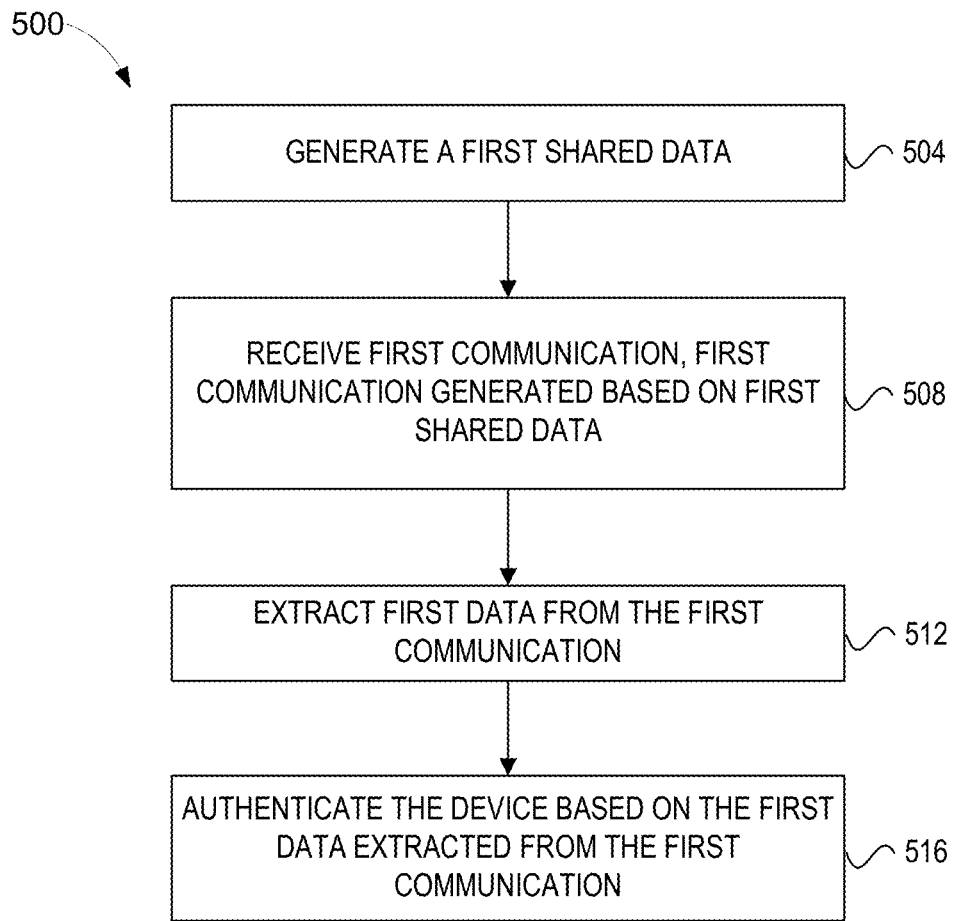 500
GENERATE A FIRST SHARED DATA
504
RECEIVE FIRST COMMUNICATION, FIRST
COMMUNICATION GENERATED BASED ON FIRST
SHARED DATA
508
EXTRACT FIRST DATA FROM THE FIRST
COMMUNICATION
512
AUTHENTICATE THE DEVICE BASED ON THE FIRST
DATA EXTRACTED FROM THE FIRST
COMMUNICATION
516